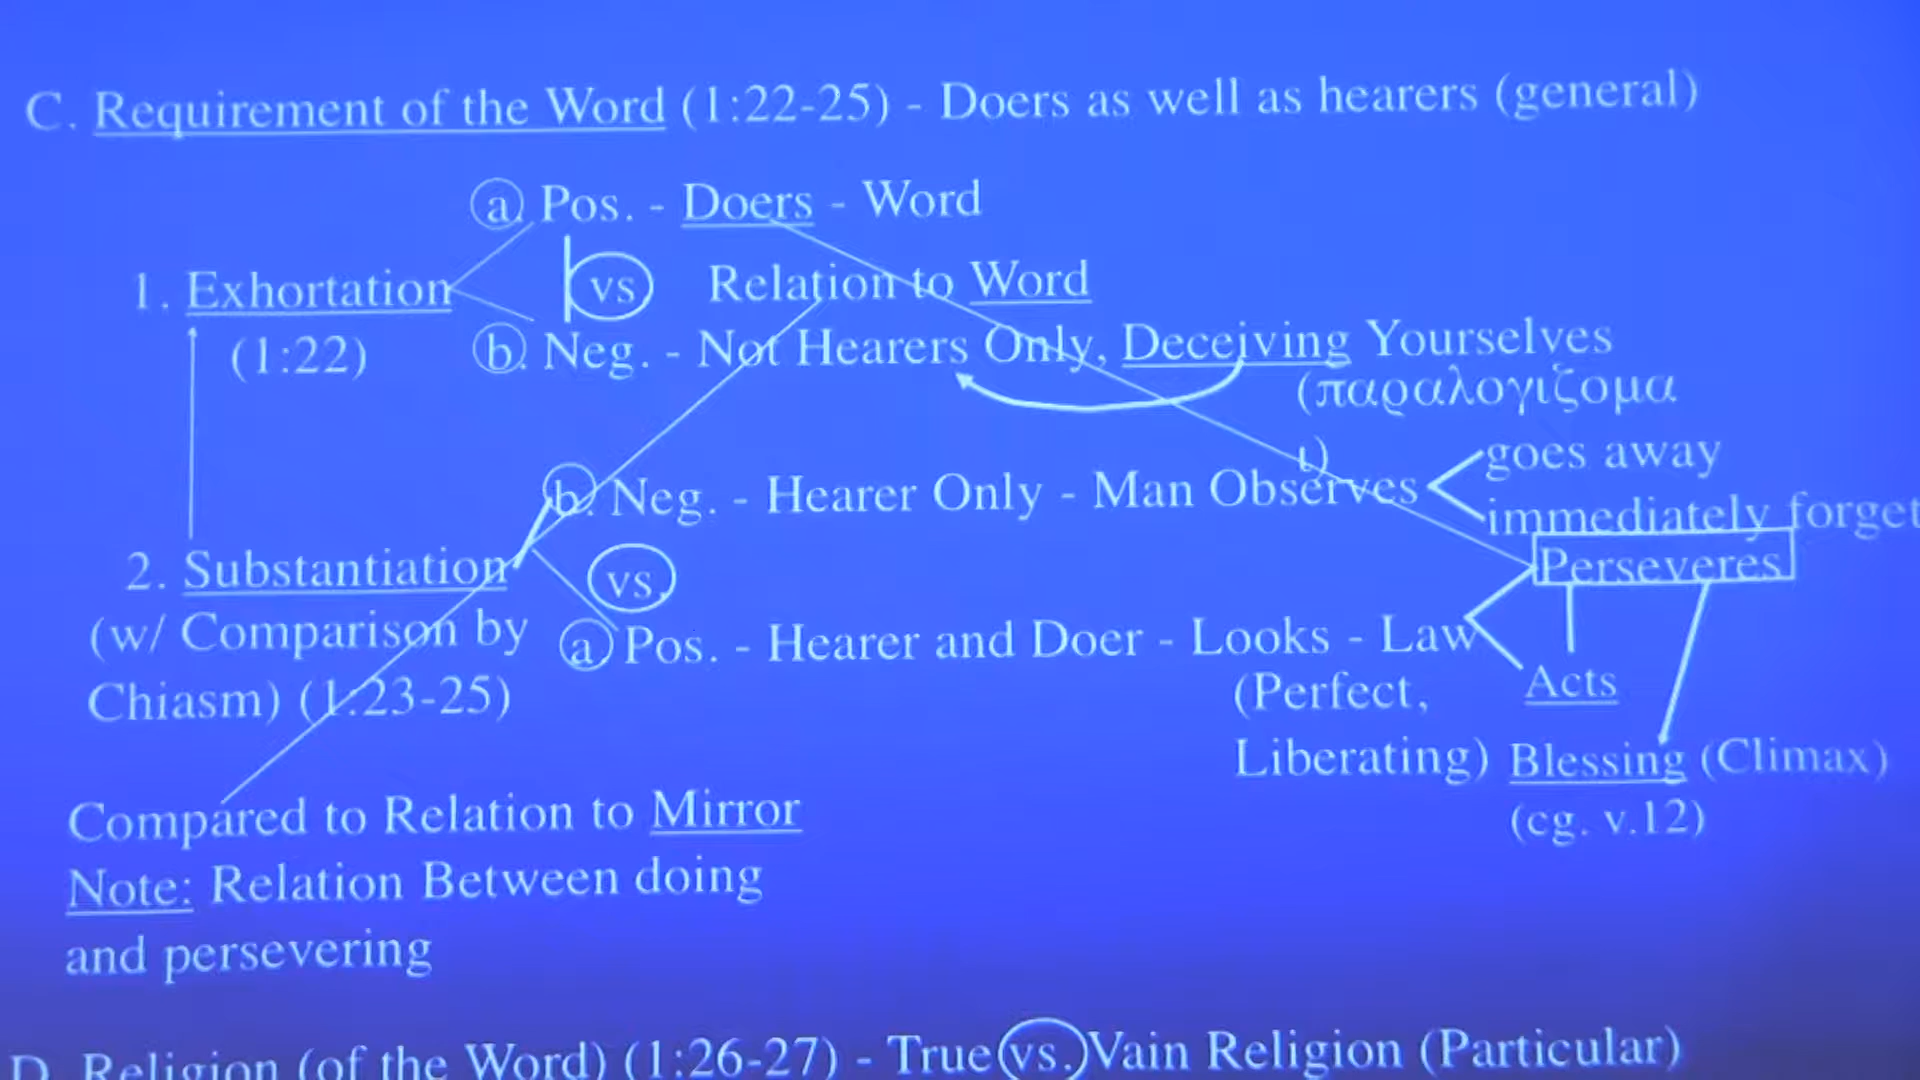 C. Requirement of the Word (1:22-25) - Doers as well as hearers (general)
a. Pos. - Doers - Word
1. Exhortation
vs
Relation to Word
(1:22)
b. Neg. - Not Hearers Only, Deceiving Yourselves
(παραλογιζομα
ι)
goes away
b. Neg. - Hearer Only - Man Observes
immediately forget
2. Substantiation
vs.
Perseveres
(w/ Comparison by
a. Pos. - Hearer and Doer - Looks - Law
Chiasm) (1:23-25)
(Perfect,
Acts
Liberating)
Blessing (Climax)
(cg. v.12)
Compared to Relation to Mirror
Note: Relation Between doing
and persevering
D. Religion (of the Word) (1:26-27) - True vs. Vain Religion (Particular)